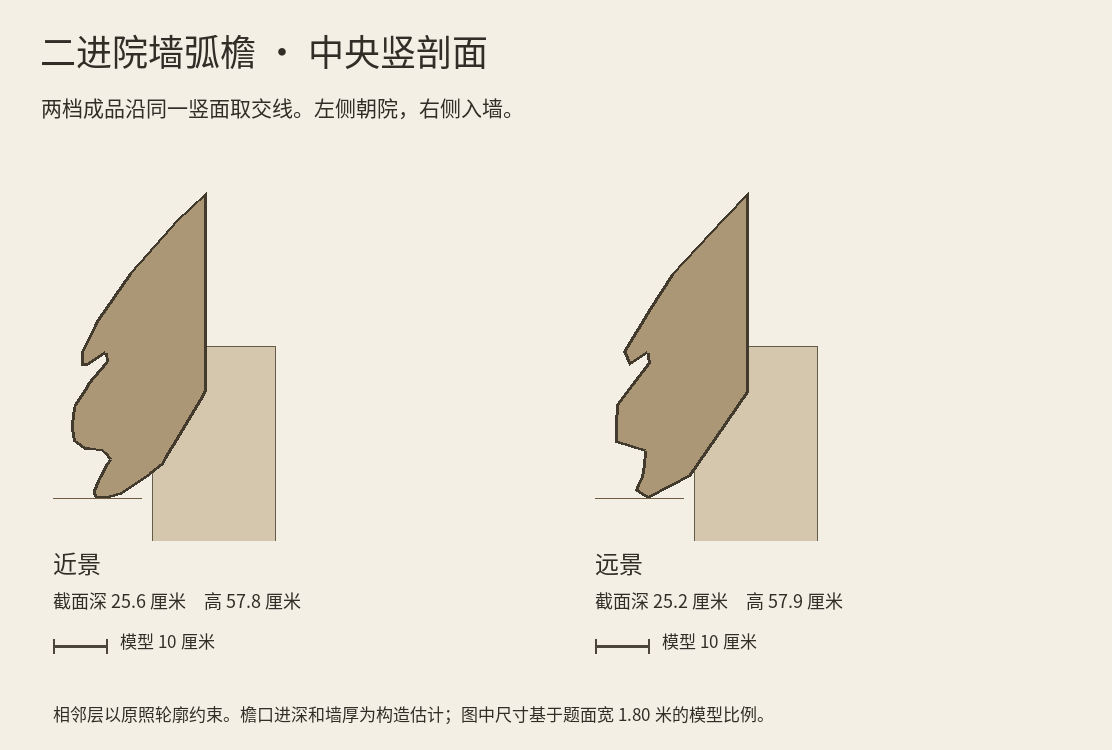 二进院墙弧檐 · 中央竖剖面
两档成品沿同一竖面取交线。左侧朝院，右侧入墙。
近景
截面深 25.6 厘米 高 57.8 厘米
模型 10 厘米
远景
截面深 25.2 厘米 高 57.9 厘米
模型 10 厘米
相邻层以原照轮廓约束。檐口进深和墙厚为构造估计；图中尺寸基于题面宽 1.80 米的模型比例。